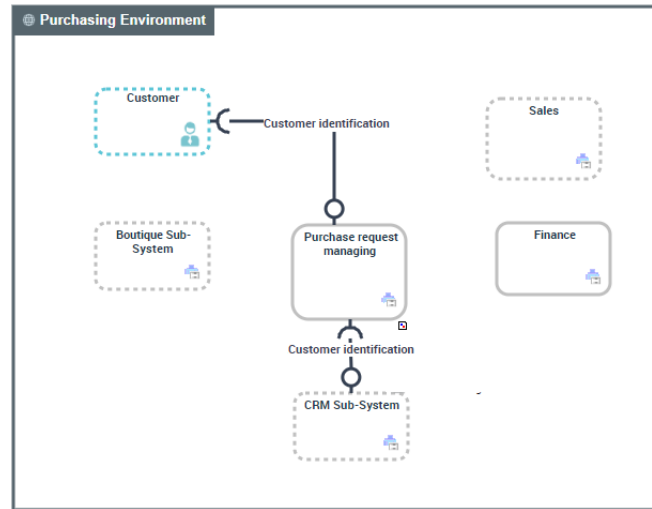 Purchasing Environment
Customer
Customer identification
Sales
Boutique Sub-
System
Purchase request
managing
Finance
Customer identification
CRM Sub-System